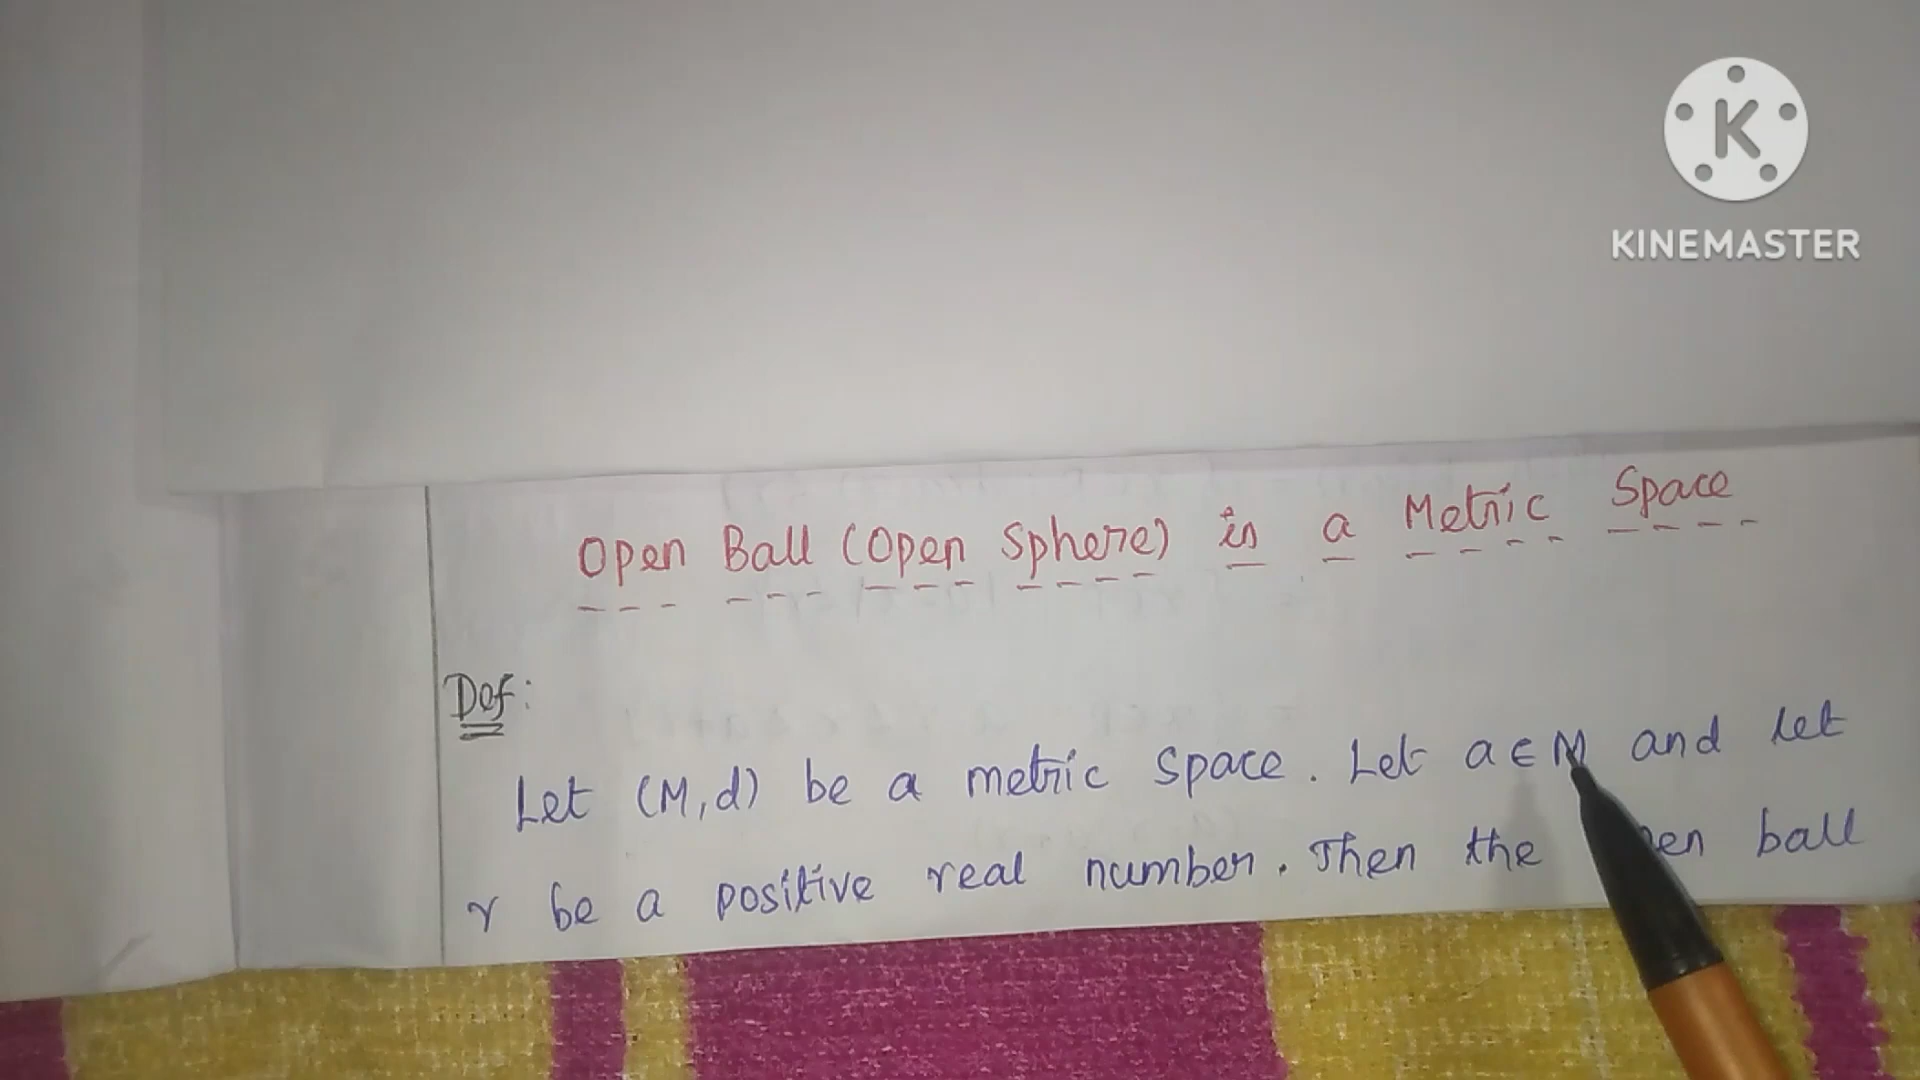 K
KINEMASTER
Open Ball (Open Sphere) in a Metric Space
Def:
Let (M,d) be a metric space. Let a ∈ M and let
r be a positive real number. Then the ball